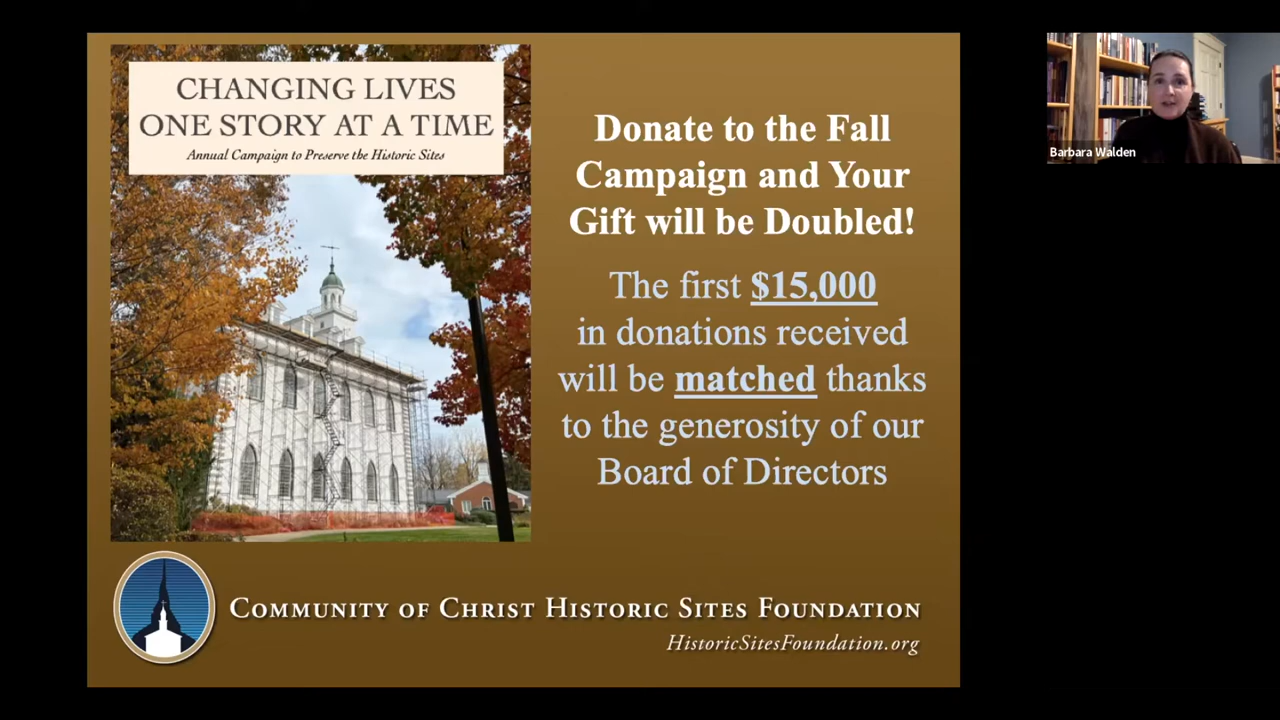 CHANGING LIVES
ONE STORY AT A TIME
Annual Campaign to Preserve the Historic Sites
Donate to the Fall
Campaign and Your
Gift will be Doubled!
The first $15,000
in donations received
will be matched thanks
to the generosity of our
Board of Directors
COMMUNITY OF CHRIST HISTORIC SITES FOUNDATION
HistoricSitesFoundation.org
Barbara Walden